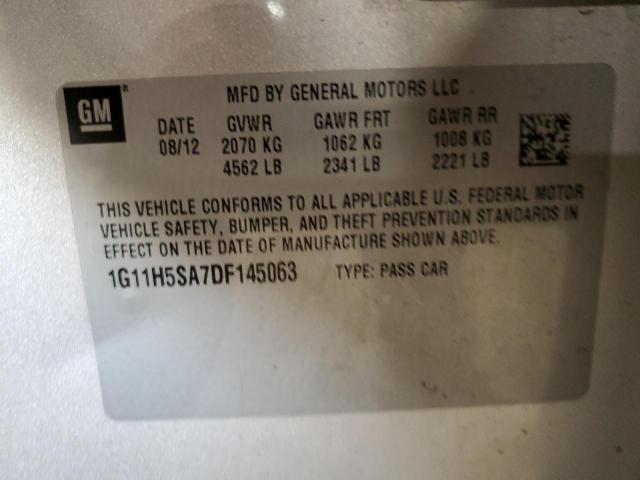 GM®
MFD BY GENERAL MOTORS LLC
DATE GVWR GAWR FRT GAWR RR
08/12 2070 KG 1062 KG 1008 KG
4562 LB 2341 LB 2221 LB
THIS VEHICLE CONFORMS TO ALL APPLICABLE U.S. FEDERAL MOTOR
VEHICLE SAFETY, BUMPER, AND THEFT PREVENTION STANDARDS IN
EFFECT ON THE DATE OF MANUFACTURE SHOWN ABOVE.
1G11H5SA7DF145063 TYPE: PASS CAR